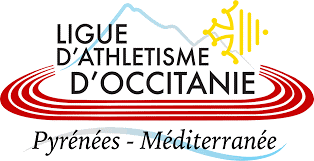 LIGUE
D'ATHLETISME
D'OCCITANIE
Pyrénées - Méditerranée